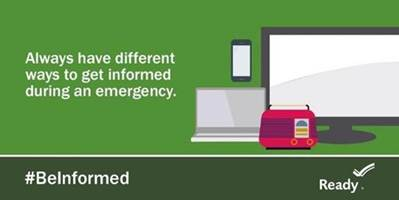 Always have different
ways to get informed
during an emergency.
#BeInformed
Ready